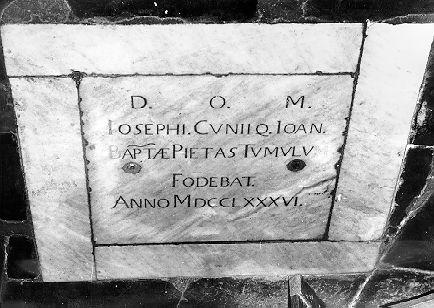 D. O. M.
IOSEPHI. CVNII Q. IOAN.
BAPTÆ PIETAS TVMVLV̅
FODEBAT.
ANNO MDCCLXXXVI.